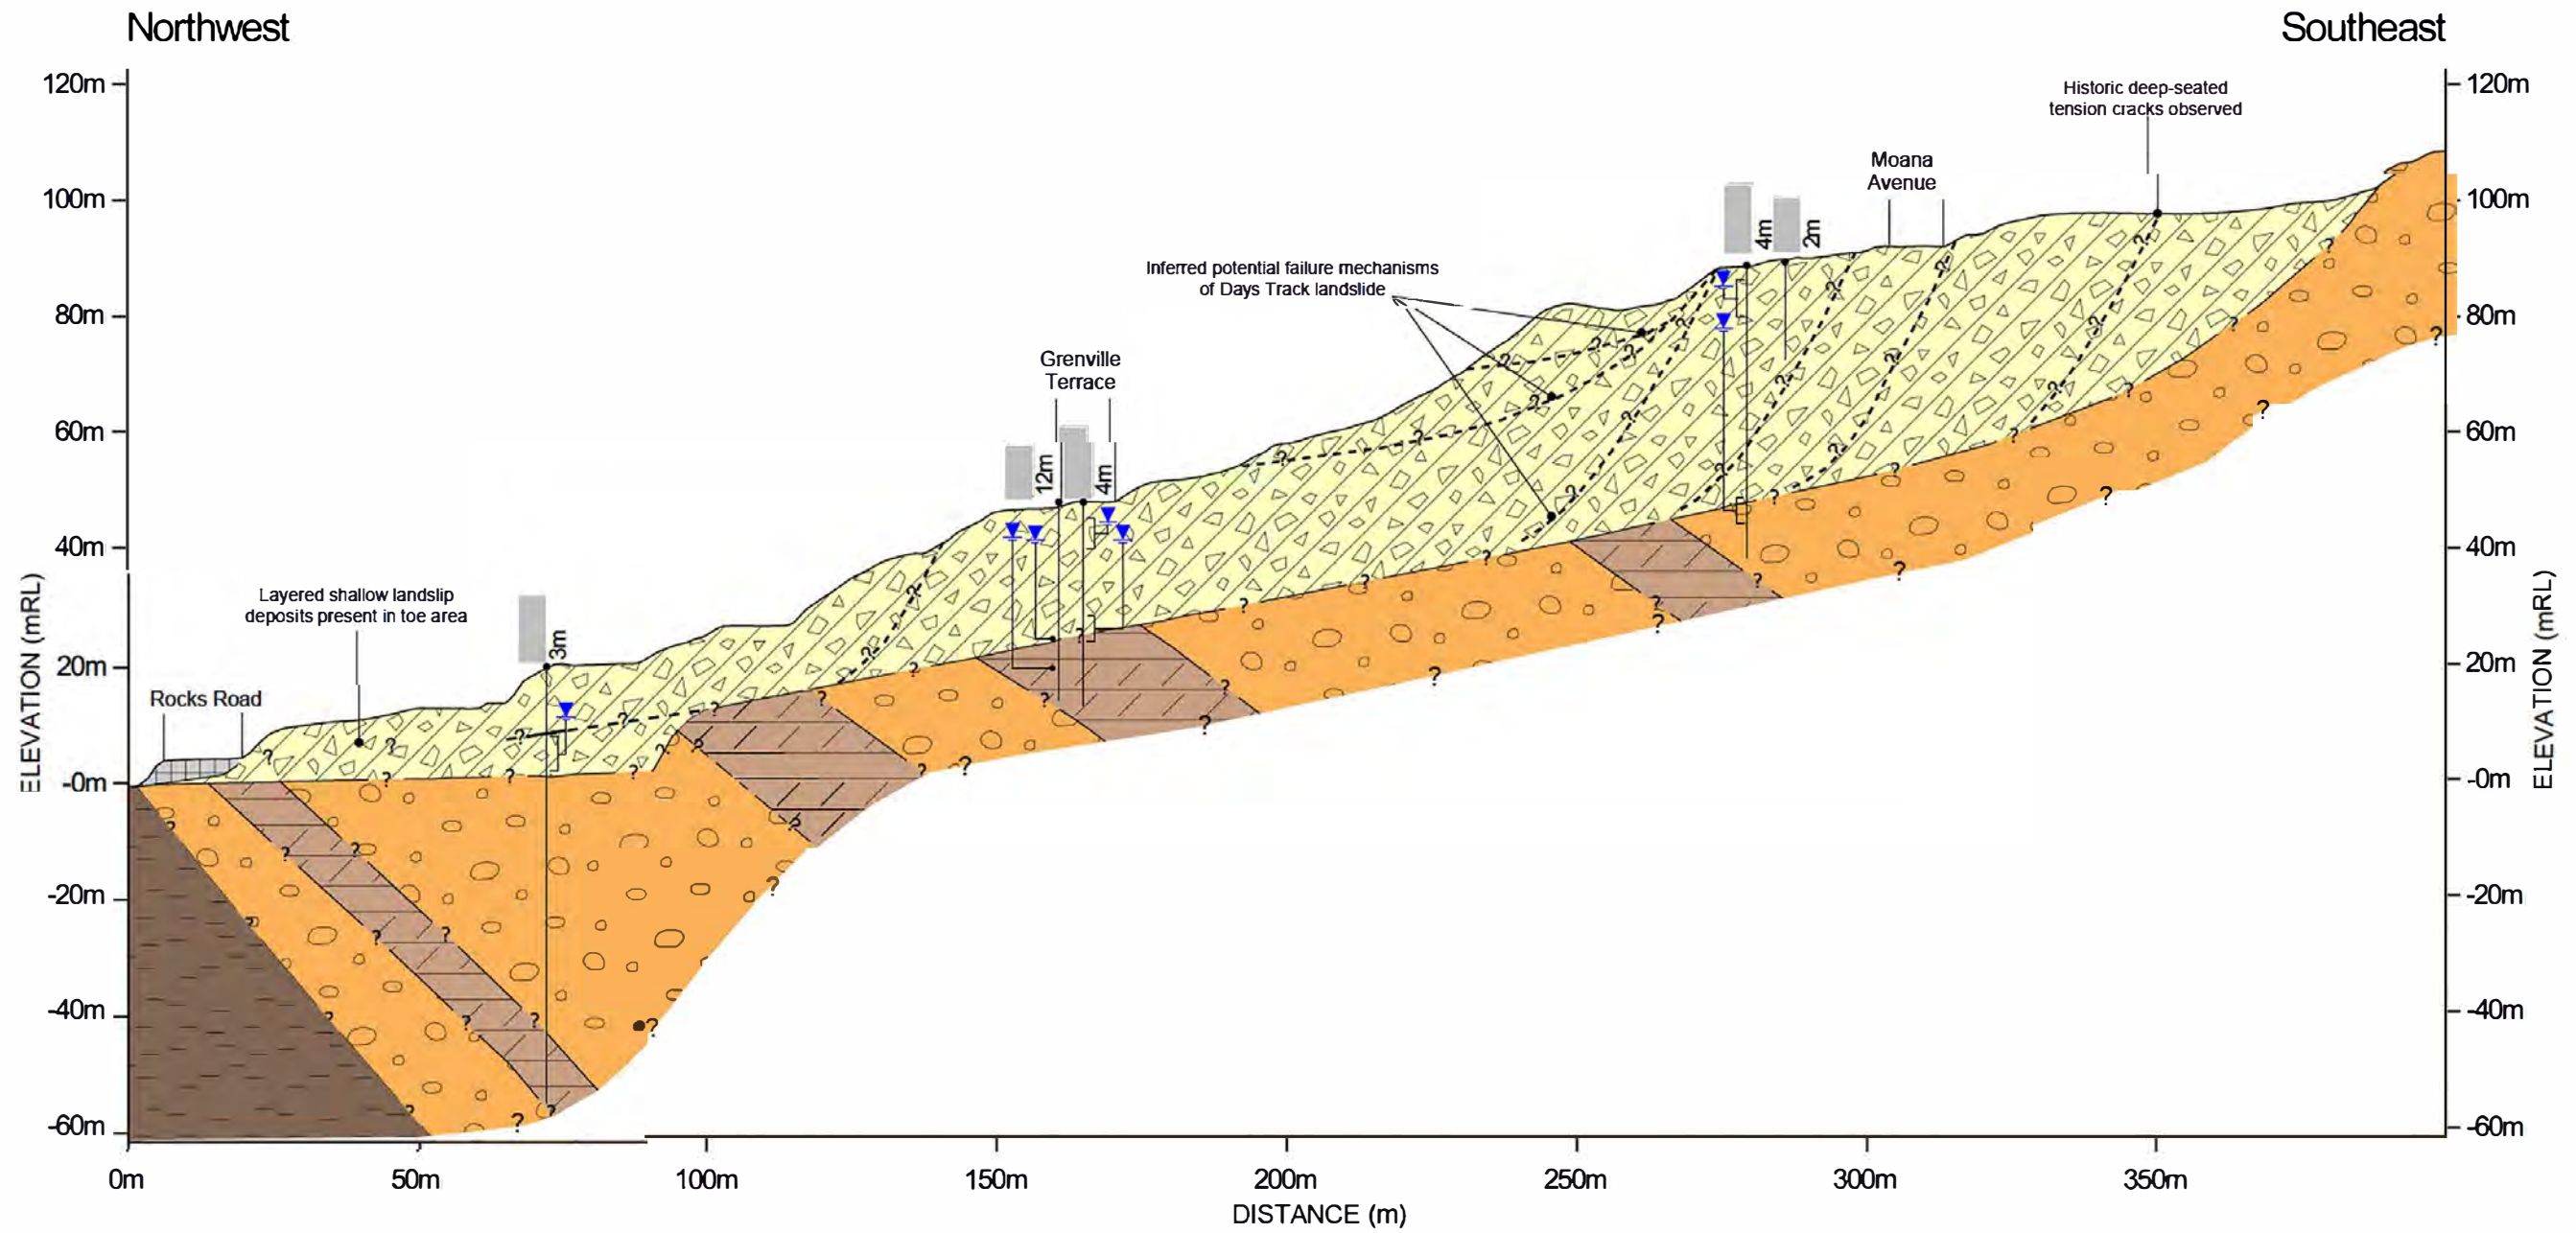 Northwest
Southeast
120m
100m
80m
60m
40m
20m
-0m
-20m
-40m
-60m
ELEVATION (mRL)
Rocks Road
Layered shallow landslip
deposits present in toe area
3m
Grenville
Terrace
12m
4m
Inferred potential failure mechanisms
of Days Track landslide
4m
2m
Moana
Avenue
Historic deep-seated
tension cracks observed
120m
100m
80m
60m
40m
20m
-0m
-20m
-40m
-60m
ELEVATION (mRL)
0m
50m
100m
150m
200m
250m
300m
350m
DISTANCE (m)